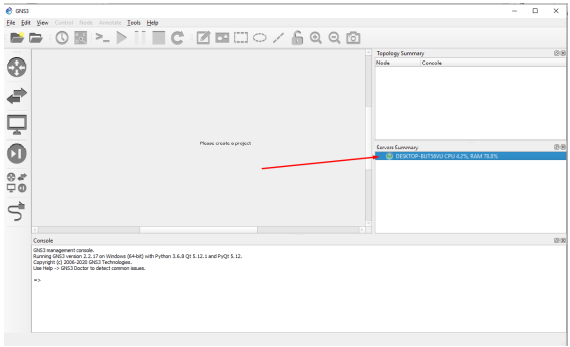 GNS3
File Edit View Control Node Annotate Tools Help
Topology Summary
Node Console
Please create a project
Servers Summary
DESKTOP-BUT56VU CPU 4.2%, RAM 78.8%
Console
GNS3 management console.
Running GNS3 version 2.2.17 on Windows (64-bit) with Python 3.6.8 Qt 5.12.1 and PyQt 5.12.
Copyright (c) 2006-2020 GNS3 Technologies.
Use Help -> GNS3 Doctor to detect common issues.
=>